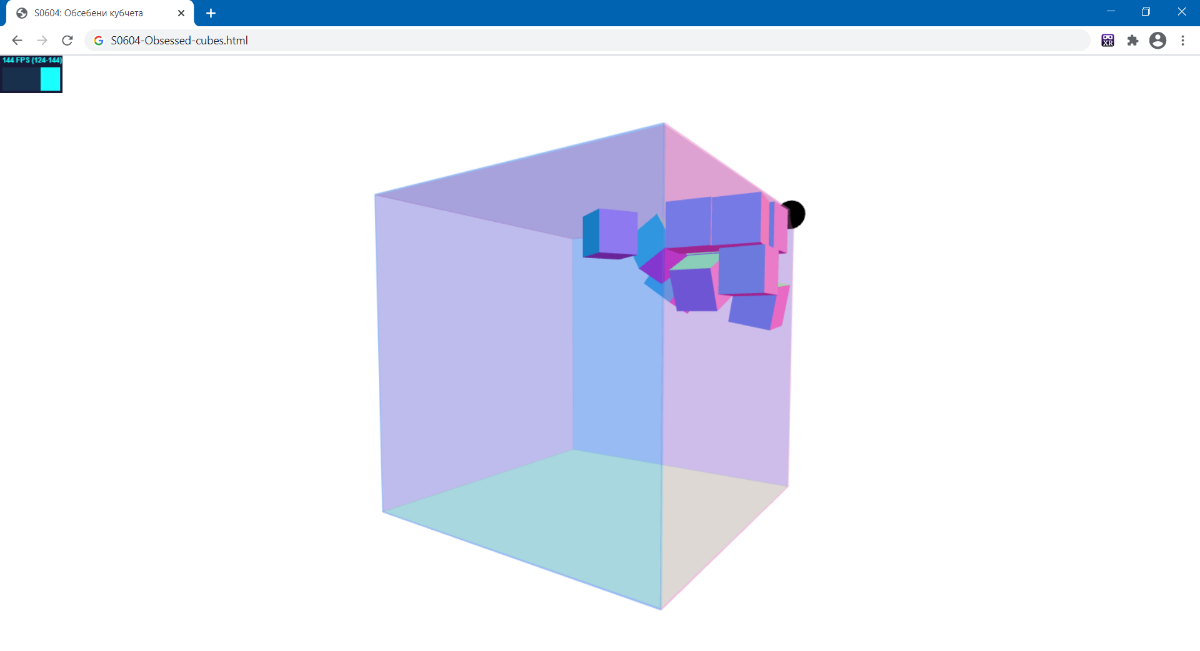 S0604: Обсебени кубчета
S0604-Obsessed-cubes.html
144 FPS (124-144)